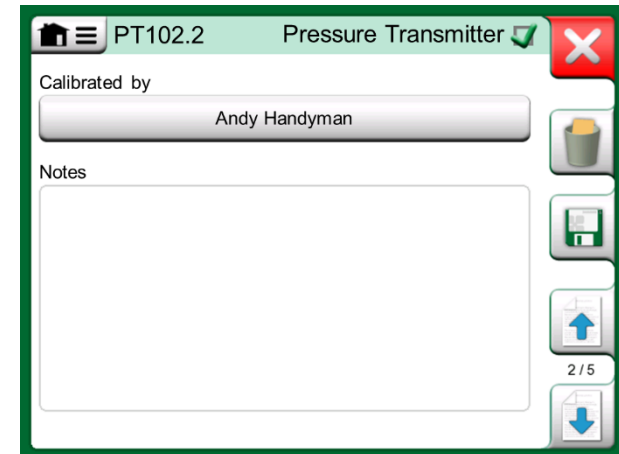 PT102.2 Pressure Transmitter
Calibrated by
Andy Handyman
Notes
2 / 5